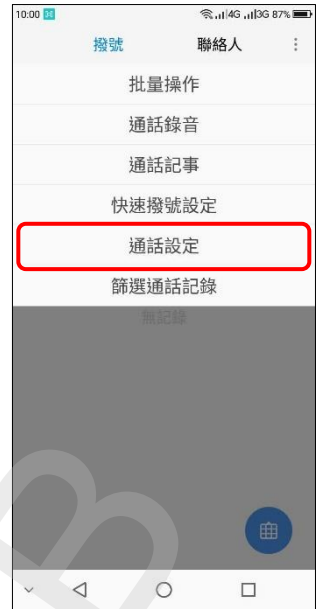 10:00 4G 3G 87%
撥號 聯絡人
批量操作
通話錄音
通話記事
快速撥號設定
通話設定
篩選通話記錄
無記錄